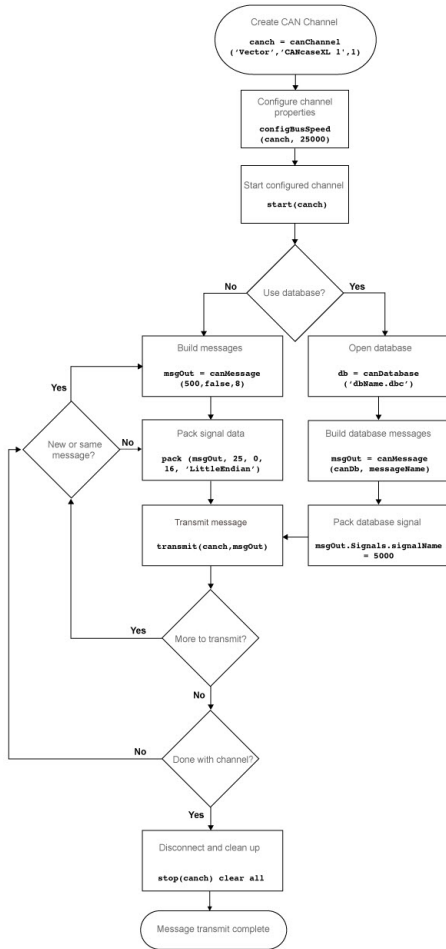 Create CAN Channel
canch = canChannel
('Vector','CANcaseXL 1',1)
Configure channel
properties
configBusSpeed
(canch, 25000)
Start configured channel
start(canch)
Use database?
No
Yes
Build messages
msgOut = canMessage
(500,false,8)
Open database
db = canDatabase
('dbName.dbc')
Yes
New or same
message?
No
Pack signal data
pack (msgOut, 25, 0,
16, 'LittleEndian')
Build database messages
msgOut = canMessage
(canDb, messageName)
Transmit message
transmit(canch,msgOut)
Pack database signal
msgOut.Signals.signalName
= 5000
Yes
More to transmit?
No
No
Done with channel?
Yes
Disconnect and clean up
stop(canch) clear all
Message transmit complete